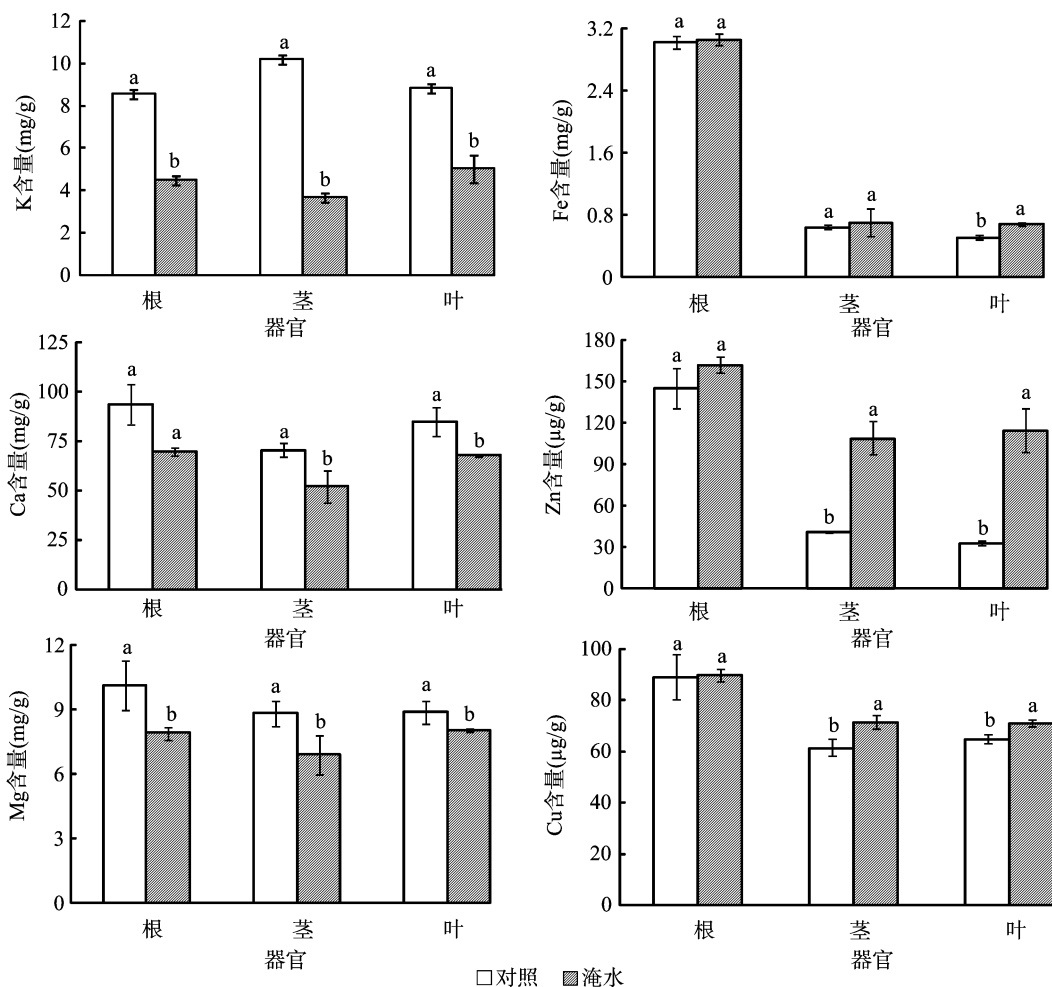 12
10
8
6
4
2
0
K含量(mg/g)
a
b
a
b
a
b
根 茎 叶
器官
3.2
2.4
1.6
0.8
0
Fe含量(mg/g)
a
a
a
a
b
a
根 茎 叶
器官
125
100
75
50
25
0
Ca含量(mg/g)
a
a
a
b
a
b
根 茎 叶
器官
180
150
120
90
60
30
0
Zn含量(μg/g)
a
a
b
a
b
a
根 茎 叶
器官
12
9
6
3
0
Mg含量(mg/g)
a
b
a
b
a
b
根 茎 叶
器官
100
80
60
40
20
0
Cu含量(μg/g)
a
a
b
a
b
a
根 茎 叶
器官
对照 淹水